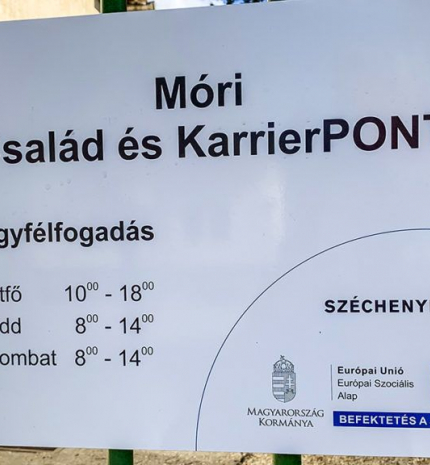 Móri
salád és KarrierPONT
gyfélfogadás
tfő 10⁰⁰ - 18⁰⁰
dd 8⁰⁰ - 14⁰⁰
ombat 8⁰⁰ - 14⁰⁰
SZÉCHENY
MAGYARORSZÁG
KORMÁNYA
Európai Unió
Európai Szociális
Alap
BEFEKTETÉS A